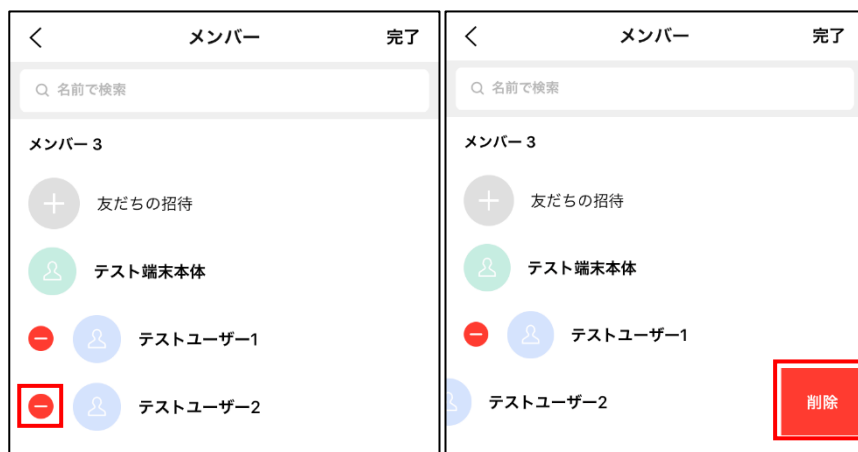 メンバー
完了
名前で検索
メンバー 3
友だちの招待
テスト端末本体
テストユーザー1
テストユーザー2
メンバー
完了
名前で検索
メンバー 3
友だちの招待
テスト端末本体
テストユーザー1
テストユーザー2
削除